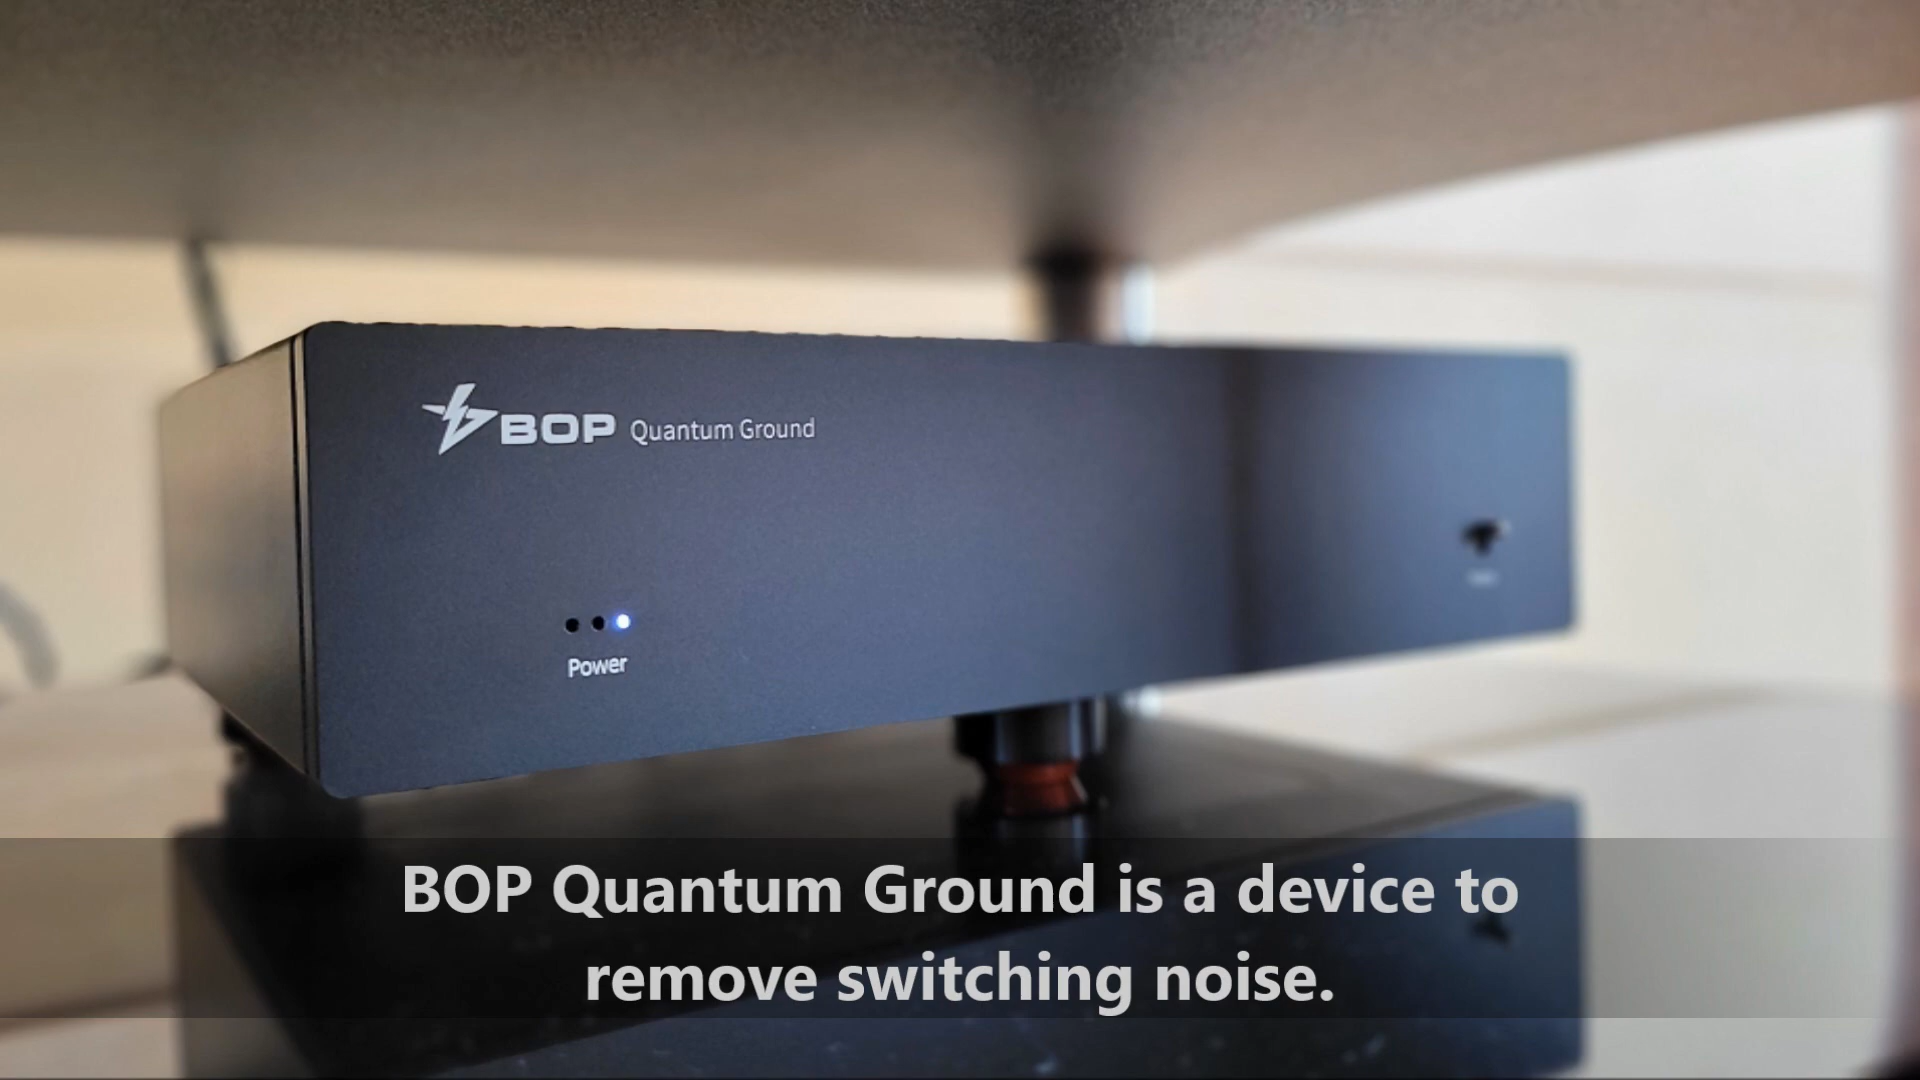 BOP Quantum Ground
Power
BOP Quantum Ground is a device to
remove switching noise.